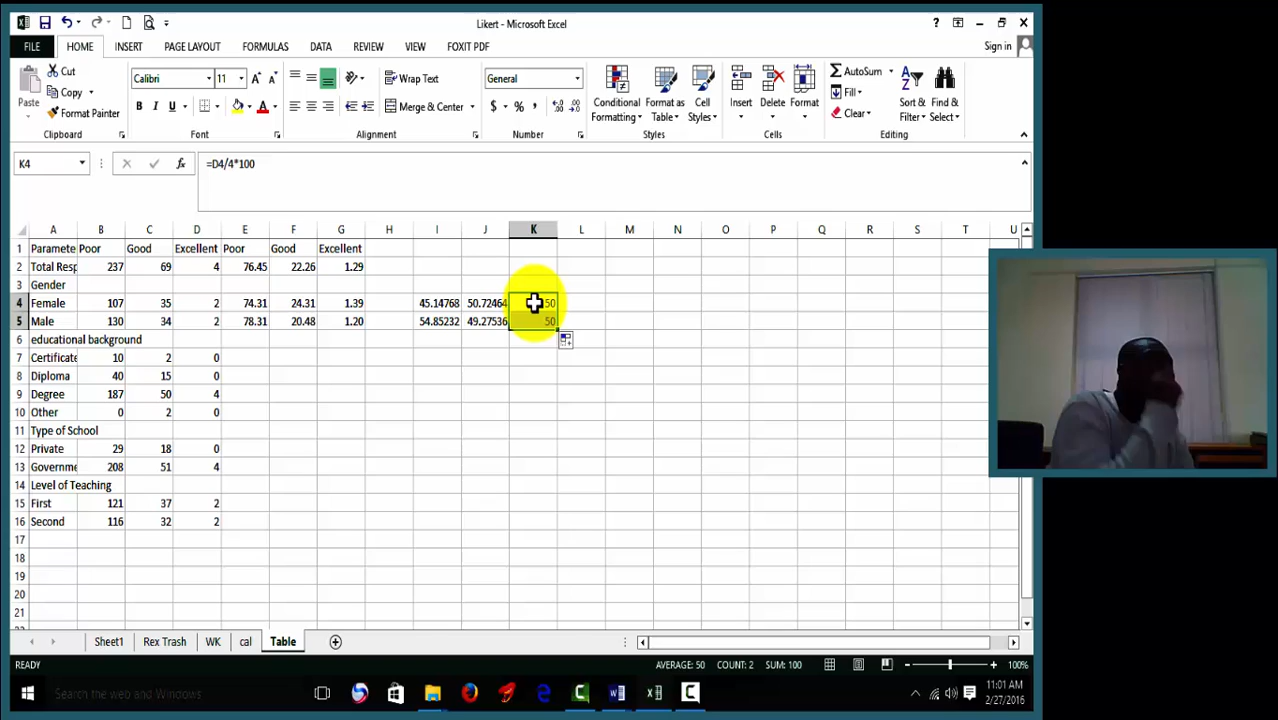 Likert - Microsoft Excel
?
FILE HOME INSERT PAGE LAYOUT FORMULAS DATA REVIEW VIEW FOXIT PDF Sign in
Paste Cut Copy Format Painter Clipboard
Calibri 11 A A B I U A Font
Wrap Text Merge & Center Alignment
General $ % , Number
Conditional Formatting Format as Table Cell Styles Styles
Insert Delete Format Cells
AutoSum Fill Clear Sort & Filter Find & Select Editing
K4 fx =D4/4*100
A B C D E F G H I J K L M N O P Q R S T U
1 Paramete Poor Good Excellent Poor Good Excellent
2 Total Resp 237 69 4 76.45 22.26 1.29
3 Gender
4 Female 107 35 2 74.31 24.31 1.39 45.14768 50.72464 50
5 Male 130 34 2 78.31 20.48 1.20 54.85232 49.27536 50
6 educational background
7 Certificate 10 2 0
8 Diploma 40 15 0
9 Degree 187 50 4
10 Other 0 2 0
11 Type of School
12 Private 29 18 0
13 Governme 208 51 4
14 Level of Teaching
15 First 121 37 2
16 Second 116 32 2
17
18
19
20
21
Sheet1 Rex Trash WK cal Table
READY AVERAGE: 50 COUNT: 2 SUM: 100 100%
Search the web and Windows 11:01 AM
2/27/2016